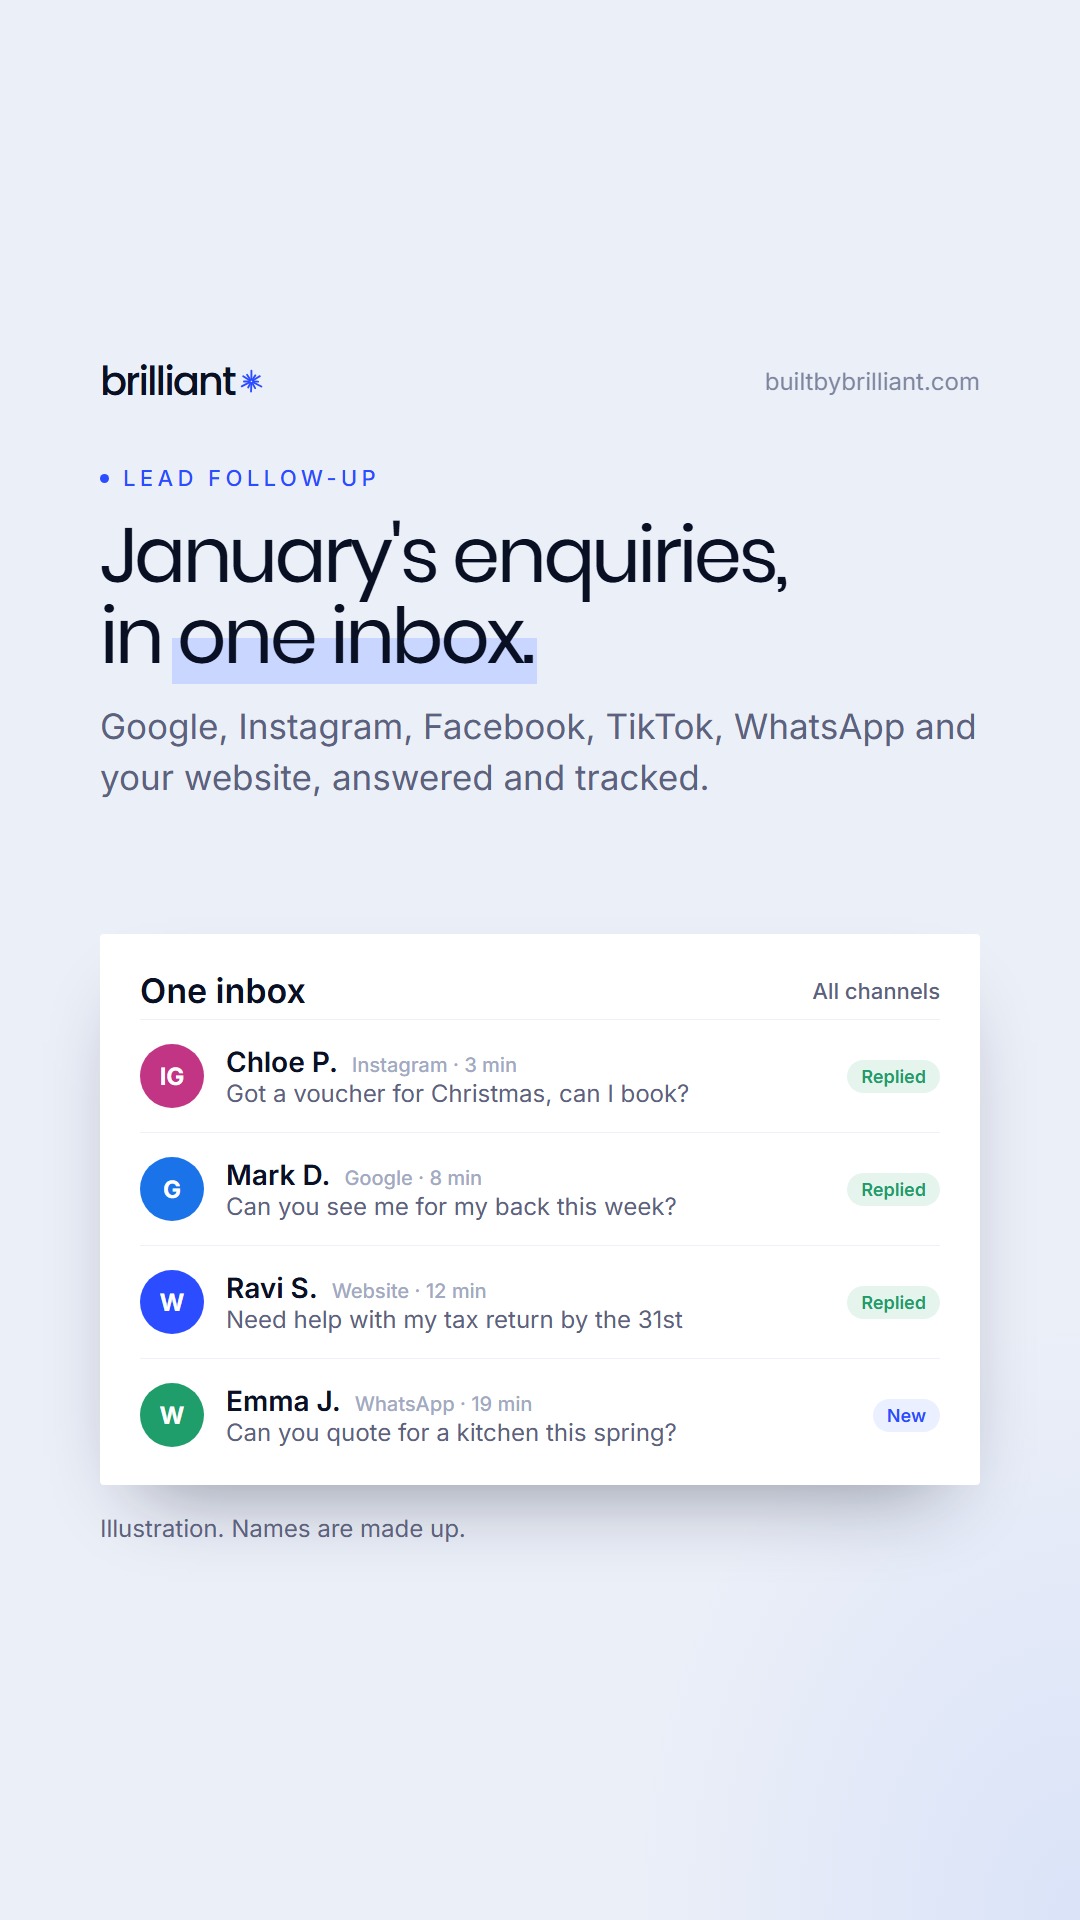 brilliant
builtbybrilliant.com
LEAD FOLLOW-UP
January's enquiries,
in one inbox.
Google, Instagram, Facebook, TikTok, WhatsApp and
your website, answered and tracked.
One inbox
All channels
IG
Chloe P. Instagram · 3 min
Got a voucher for Christmas, can I book?
Replied
G
Mark D. Google · 8 min
Can you see me for my back this week?
Replied
W
Ravi S. Website · 12 min
Need help with my tax return by the 31st
Replied
W
Emma J. WhatsApp · 19 min
Can you quote for a kitchen this spring?
New
Illustration. Names are made up.